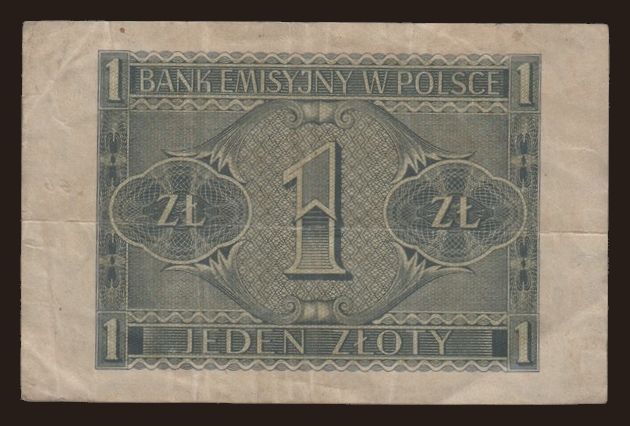 1 BANK EMISYJNY W POLSCE 1
ZŁ 1 ZŁ
1 JEDEN ZŁOTY 1